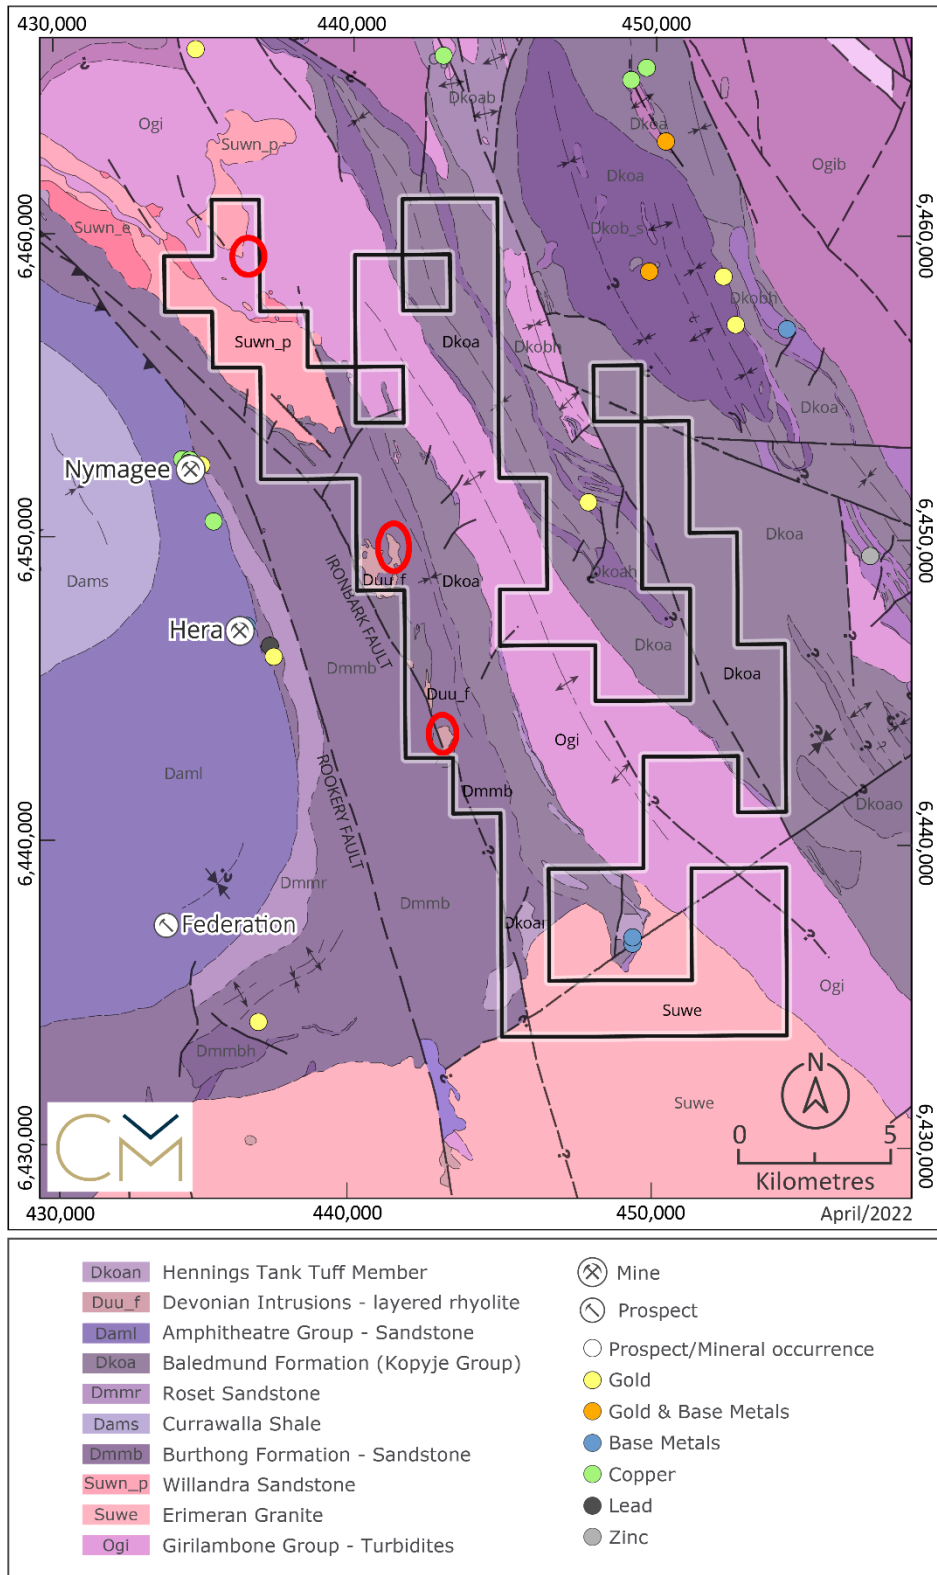 430,000
440,000
450,000
Dkoab
Dkoa
Ogi
Suwn_p
Ogib
Dkoa
6,460,000
Suwn_e
Dkob_s
6,460,000
Dkobh
Suwn_p
Dkoa
Dkobh
Dkoa
Nymagee
6,450,000
Dkoa
6,450,000
IRONBARK FAULT
Dkoah
Dams
Duu_f
Dkoa
Hera
Dkoa
Dmmb
Dkoa
Duu_f
Ogi
Daml
ROOKERY FAULT
Dmmb
Dkoao
6,440,000
6,440,000
Dmmr
Dmmb
Federation
Dkoan
Ogi
Suwe
Dmmbh
N
Suwe
CM
0 5
Kilometres
6,430,000
6,430,000
430,000
440,000
450,000
April/2022
Dkoan Hennings Tank Tuff Member
Duu_f Devonian Intrusions - layered rhyolite
Daml Amphitheatre Group - Sandstone
Dkoa Baledmund Formation (Kopyje Group)
Dmmr Roset Sandstone
Dams Currawalla Shale
Dmmb Burthong Formation - Sandstone
Suwn_p Willandra Sandstone
Suwe Erimeran Granite
Ogi Girilambone Group - Turbidites
Mine
Prospect
Prospect/Mineral occurrence
Gold
Gold & Base Metals
Base Metals
Copper
Lead
Zinc